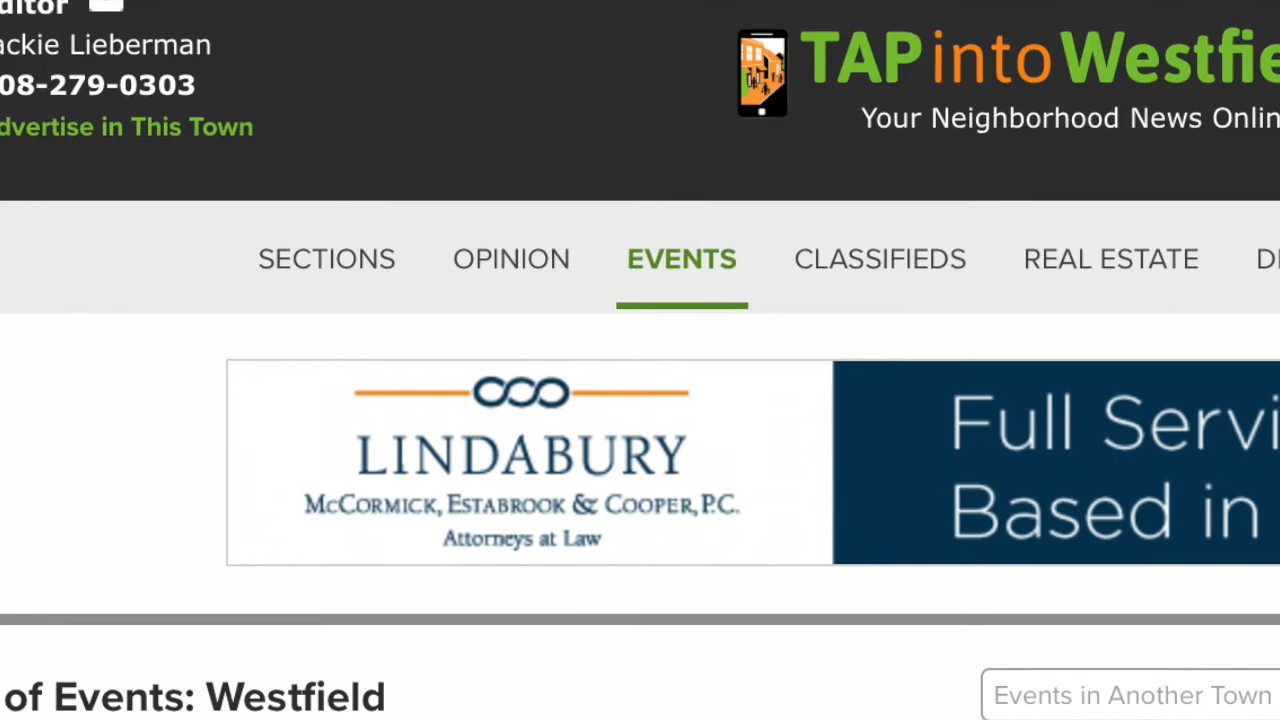 ditor
ackie Lieberman
08-279-0303
dvertise in This Town
TAPintoWestfie
Your Neighborhood News Onlin
SECTIONS OPINION EVENTS CLASSIFIEDS REAL ESTATE D
LINDABURY
McCORMICK, ESTABROOK & COOPER, P.C.
Attorneys at Law
Full Servi
Based in
of Events: Westfield
Events in Another Town